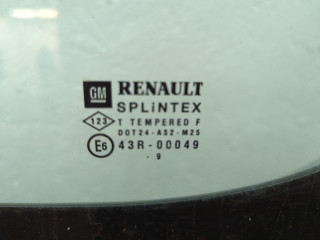 GM RENAULT
SPLiNTEX
123 T TEMPERED F
DOT24-AS2-M25
E6 43R-00049
. 9